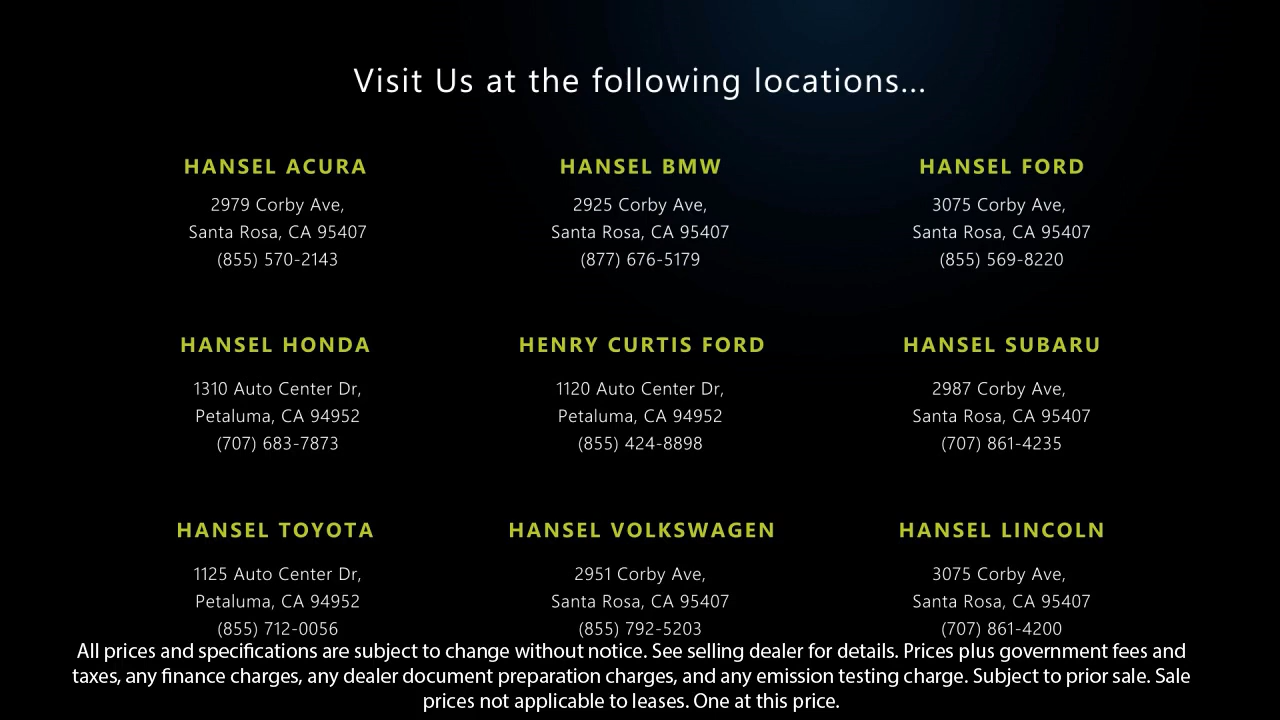 Visit Us at the following locations...
HANSEL ACURA
2979 Corby Ave,
Santa Rosa, CA 95407
(855) 570-2143
HANSEL BMW
2925 Corby Ave,
Santa Rosa, CA 95407
(877) 676-5179
HANSEL FORD
3075 Corby Ave,
Santa Rosa, CA 95407
(855) 569-8220
HANSEL HONDA
1310 Auto Center Dr,
Petaluma, CA 94952
(707) 683-7873
HENRY CURTIS FORD
1120 Auto Center Dr,
Petaluma, CA 94952
(855) 424-8898
HANSEL SUBARU
2987 Corby Ave,
Santa Rosa, CA 95407
(707) 861-4235
HANSEL TOYOTA
1125 Auto Center Dr,
Petaluma, CA 94952
(855) 712-0056
HANSEL VOLKSWAGEN
2951 Corby Ave,
Santa Rosa, CA 95407
(855) 792-5203
HANSEL LINCOLN
3075 Corby Ave,
Santa Rosa, CA 95407
(707) 861-4200
All prices and specifications are subject to change without notice. See selling dealer for details. Prices plus government fees and
taxes, any finance charges, any dealer document preparation charges, and any emission testing charge. Subject to prior sale. Sale
prices not applicable to leases. One at this price.